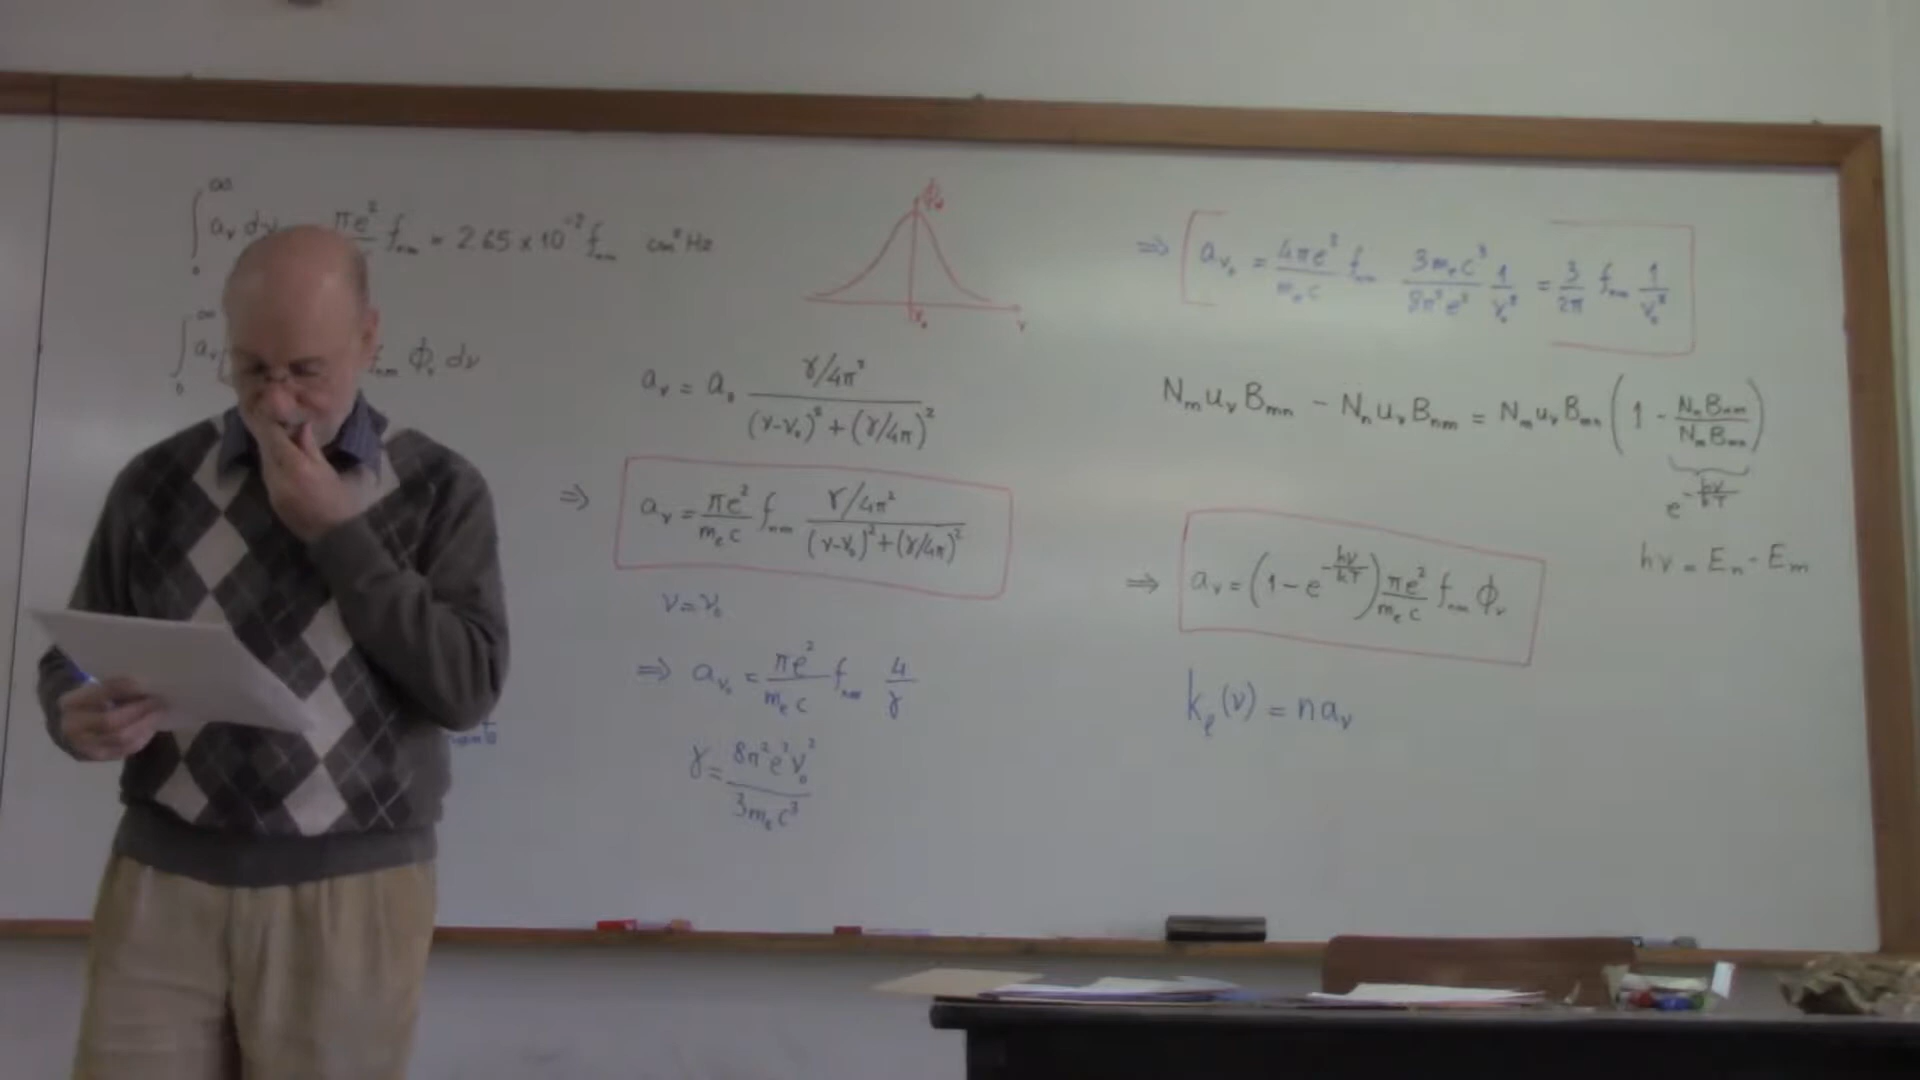 ∫₀^∞ a_ν dν πe² f_nm = 2.65 x 10⁻² f_nm cm² Hz
∫₀^∞ a_ν f_nm ϕ_ν dν
ν₀ ν
a_ν = a₀ γ/4π² / ((ν-ν₀)² + (γ/4π)²)
⇒ a_ν = πe²/(m_e c) f_nm γ/4π² / ((ν-ν₀)² + (γ/4π)²)
ν=ν₀
⇒ a_ν₀ = πe²/(m_e c) f_nm 4/γ
γ = 8π²e²ν₀² / (3m_e c³)
⇒ a_ν₀ = 4πe²/(m_e c) f_nm 3m_e c³/(8π²e²) 1/ν₀² = 3/2π f_nm 1/ν₀²
N_m u_ν B_mn - N_n u_ν B_nm = N_m u_ν B_mn (1 - N_n B_nm / N_m B_mn)
e^(-hν/kT)
hν = E_n - E_m
⇒ a_ν = (1 - e^(-hν/kT)) πe²/(m_e c) f_nm ϕ_ν
k_ℓ(ν) = n a_ν